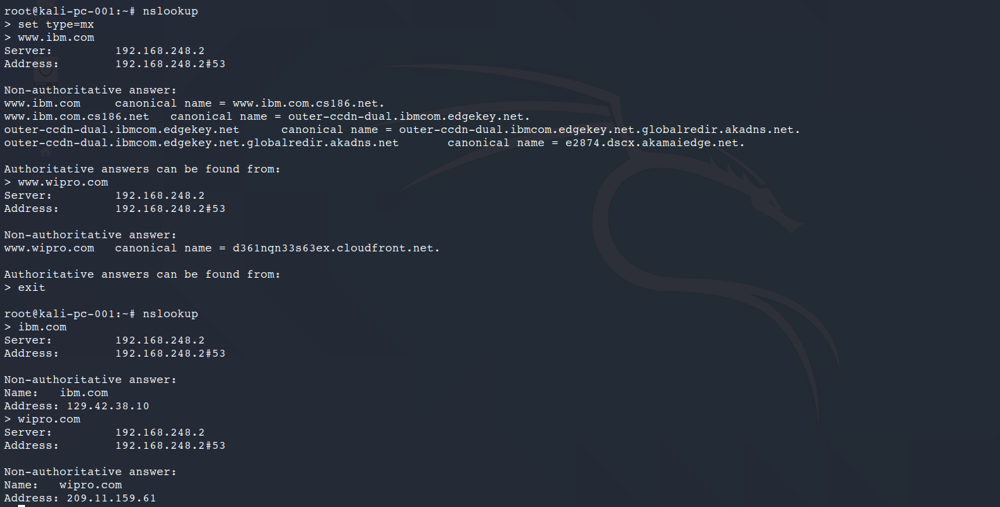 root@kali-pc-001:~# nslookup
> set type=mx
> www.ibm.com
Server:         192.168.248.2
Address:        192.168.248.2#53

Non-authoritative answer:
www.ibm.com     canonical name = www.ibm.com.cs186.net.
www.ibm.com.cs186.net   canonical name = outer-ccdn-dual.ibmcom.edgekey.net.
outer-ccdn-dual.ibmcom.edgekey.net      canonical name = outer-ccdn-dual.ibmcom.edgekey.net.globalredir.akadns.net.
outer-ccdn-dual.ibmcom.edgekey.net.globalredir.akadns.net       canonical name = e2874.dscx.akamaiedge.net.

Authoritative answers can be found from:
> www.wipro.com
Server:         192.168.248.2
Address:        192.168.248.2#53

Non-authoritative answer:
www.wipro.com   canonical name = d361nqn33s63ex.cloudfront.net.

Authoritative answers can be found from:
> exit

root@kali-pc-001:~# nslookup
> ibm.com
Server:         192.168.248.2
Address:        192.168.248.2#53

Non-authoritative answer:
Name:   ibm.com
Address: 129.42.38.10
> wipro.com
Server:         192.168.248.2
Address:        192.168.248.2#53

Non-authoritative answer:
Name:   wipro.com
Address: 209.11.159.61